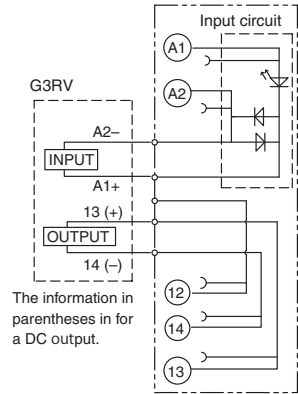 Input circuit
A1
G3RV
A2
A2–
INPUT
A1+
13 (+)
OUTPUT
14 (–)
12
The information in
parentheses in for
a DC output.
14
13